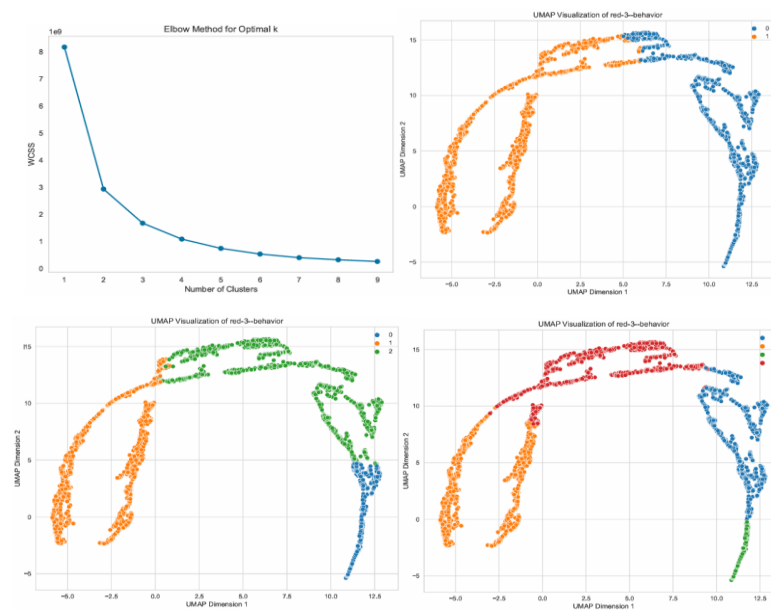 Elbow Method for Optimal k
8 1e9
7
6
5
4
3
2
1
0
WCSS
1 2 3 4 5 6 7 8 9
Number of Clusters
UMAP Visualization of red-3--behavior
0
1
15
10
5
0
−5
UMAP Dimension 2
−5.0 −2.5 0.0 2.5 5.0 7.5 10.0 12.5
UMAP Dimension 1
UMAP Visualization of red-3--behavior
0
1
2
15
10
5
0
−5
UMAP Dimension 2
−5.0 −2.5 0.0 2.5 5.0 7.5 10.0 12.5
UMAP Dimension 1
UMAP Visualization of red-3--behavior
15
10
5
0
−5
UMAP Dimension 2
−5.0 −2.5 0.0 2.5 5.0 7.5 10.0 12.5
UMAP Dimension 1